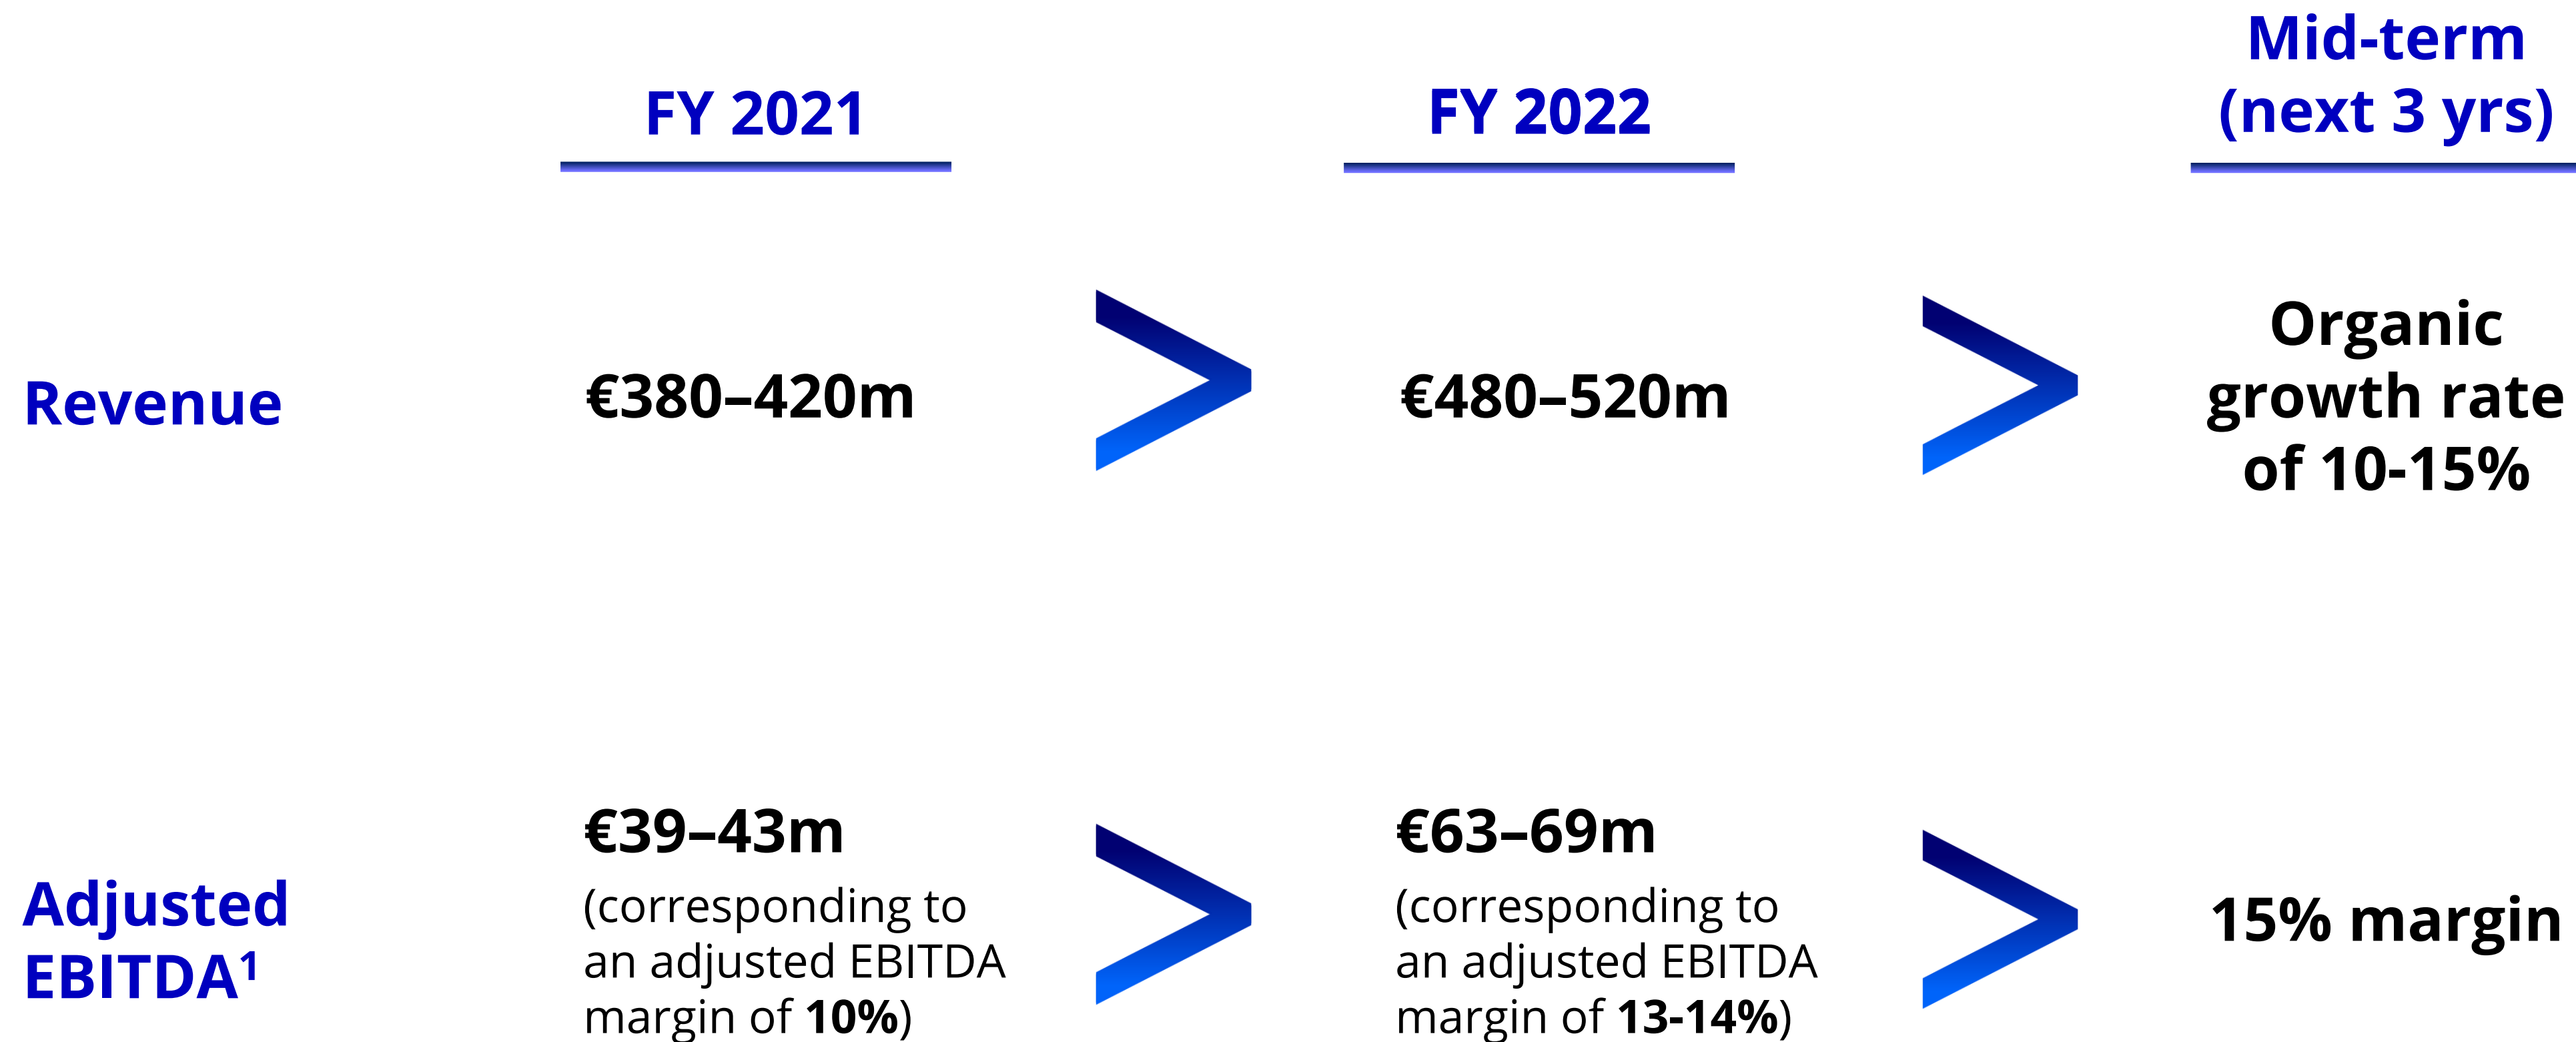 FY 2021
FY 2022
Mid-term
(next 3 yrs)
Revenue
€380–420m
€480–520m
Organic
growth rate
of 10-15%
Adjusted
EBITDA¹
€39–43m
(corresponding to
an adjusted EBITDA
margin of 10%)
€63–69m
(corresponding to
an adjusted EBITDA
margin of 13-14%)
15% margin